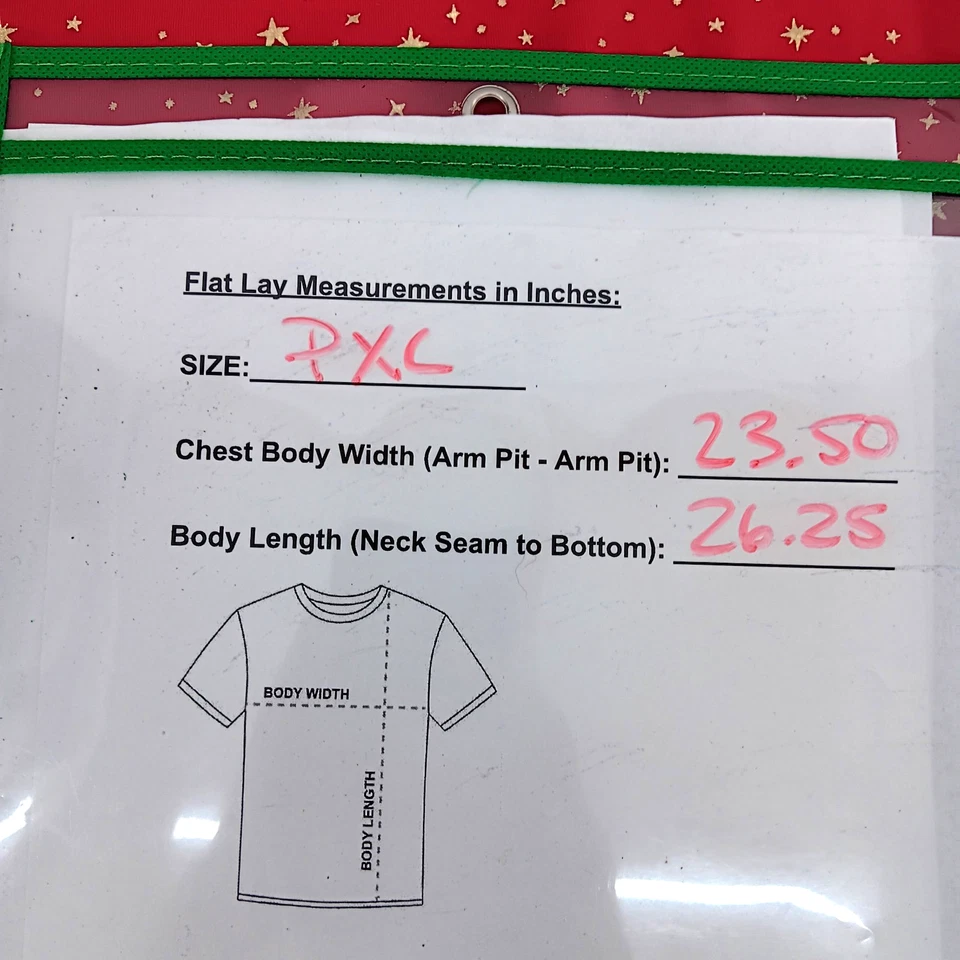 Flat Lay Measurements in Inches:
SIZE: PXL
Chest Body Width (Arm Pit - Arm Pit): 23.50
Body Length (Neck Seam to Bottom): 26.25
BODY WIDTH
BODY LENGTH